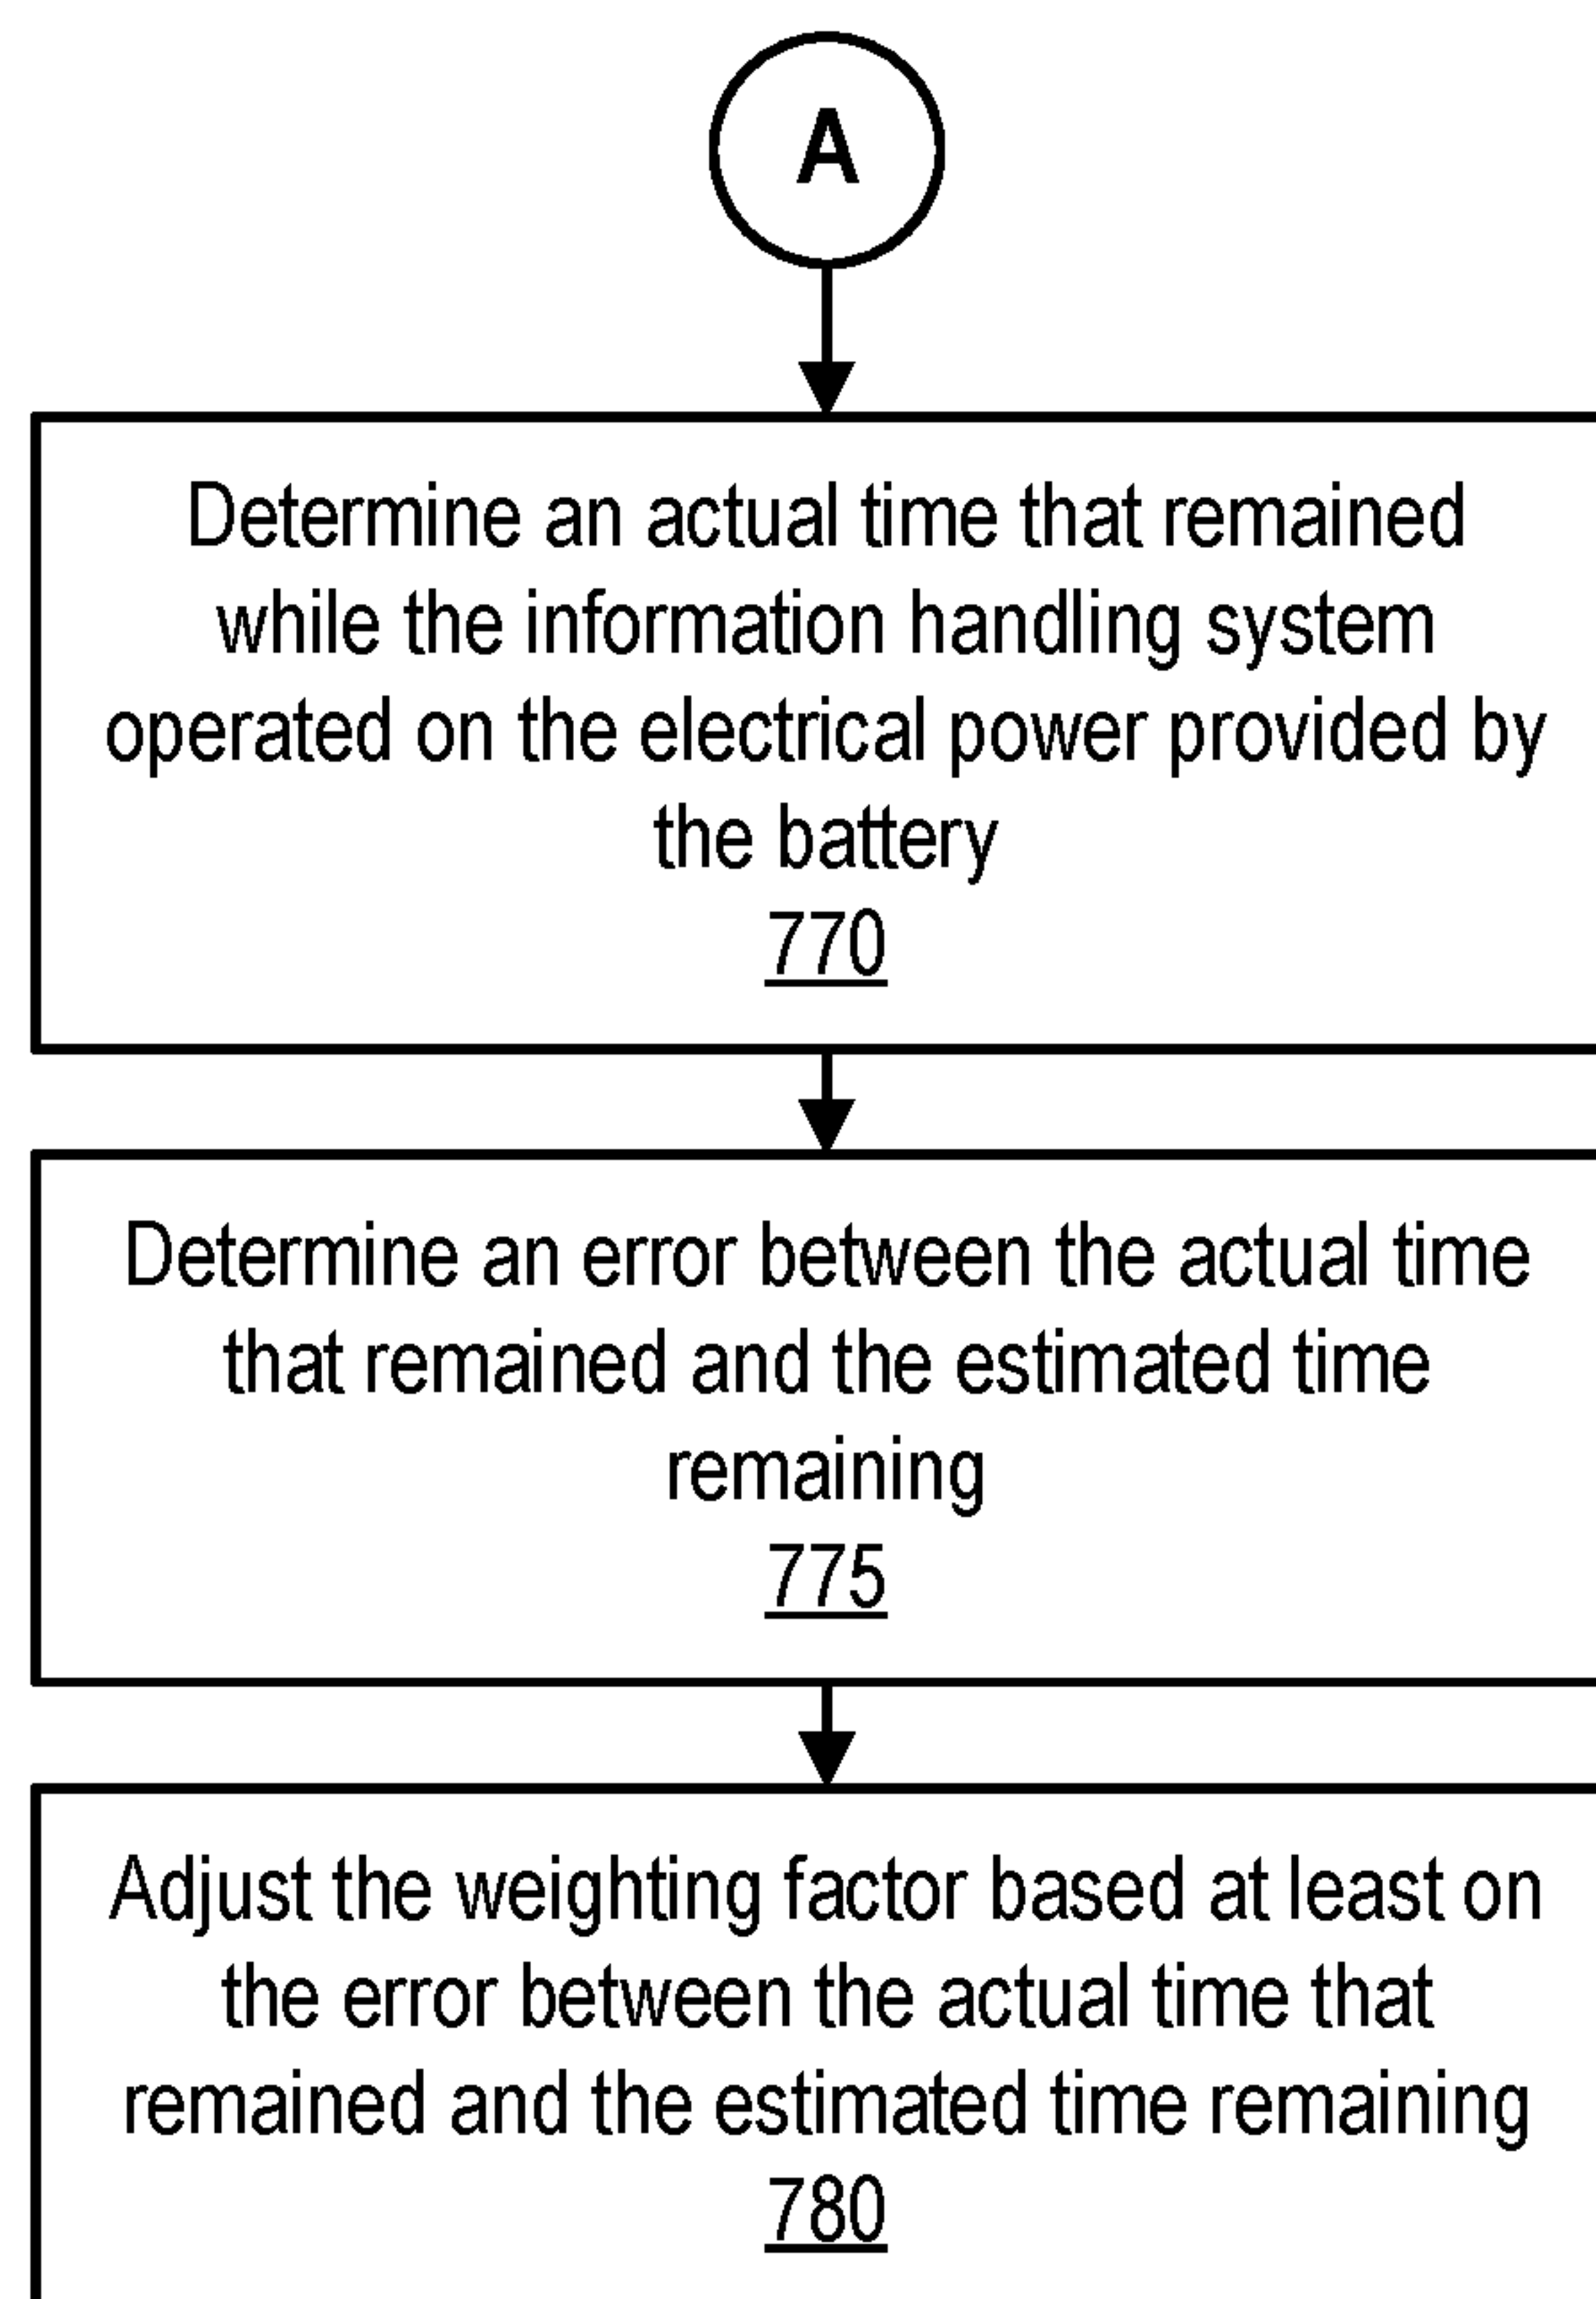 A
Determine an actual time that remained
while the information handling system
operated on the electrical power provided by
the battery
770
Determine an error between the actual time
that remained and the estimated time
remaining
775
Adjust the weighting factor based at least on
the error between the actual time that
remained and the estimated time remaining
780